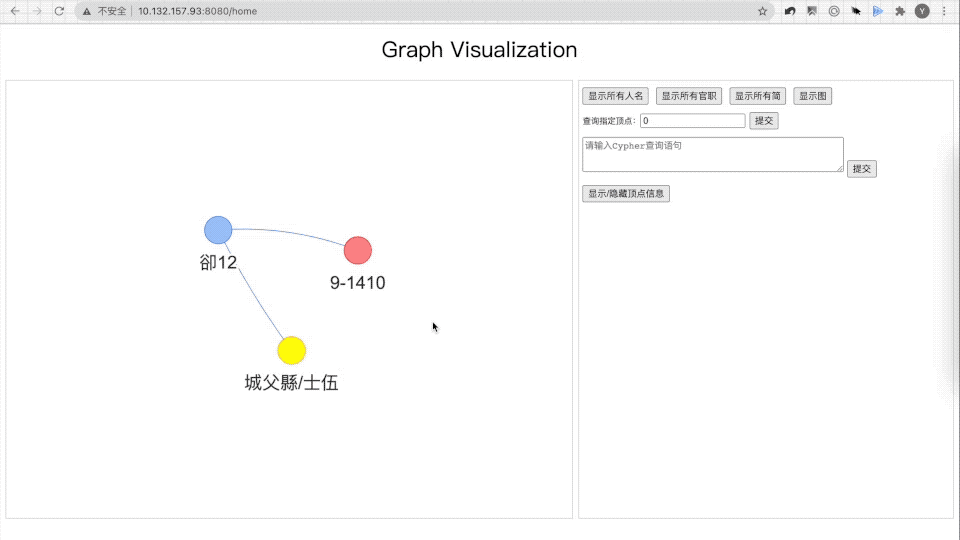 不安全 10.132.157.93:8080/home
Y
Graph Visualization
显示所有人名 显示所有官职 显示所有简 显示图
查询指定顶点: 0 提交
请输入Cypher查询语句
提交
显示/隐藏顶点信息
卻12
9-1410
城父縣/士伍